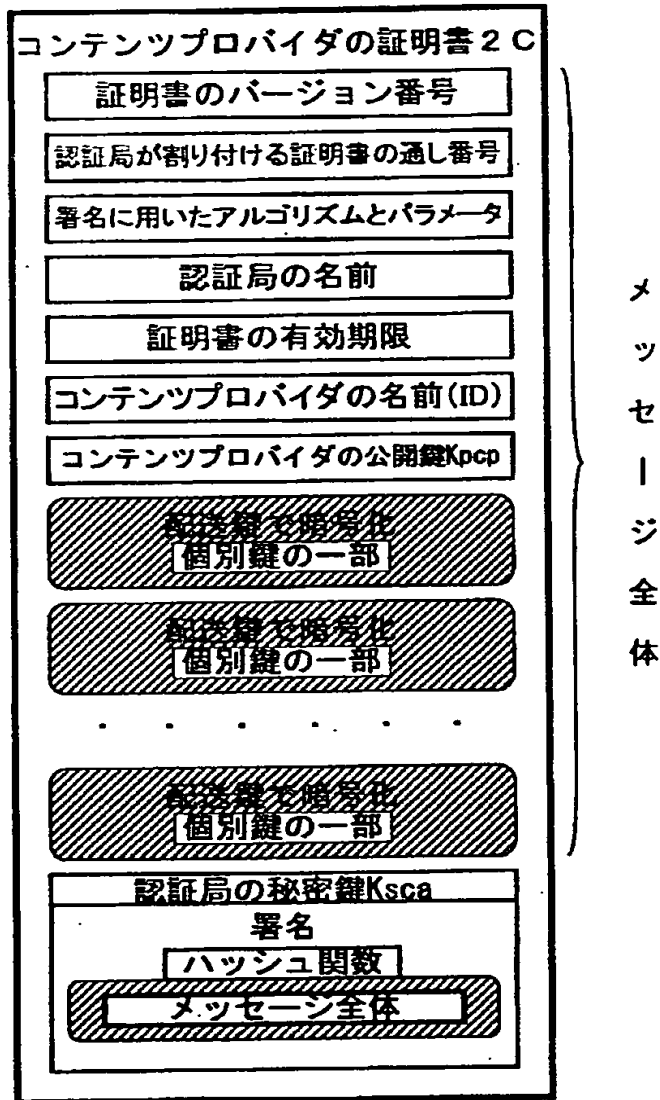 コンテンツプロバイダの証明書2C
証明書のバージョン番号
認証局が割り付ける証明書の通し番号
署名に用いたアルゴリズムとパラメータ
認証局の名前
証明書の有効期限
コンテンツプロバイダの名前(ID)
コンテンツプロバイダの公開鍵Kpcp
配送鍵で暗号化
個別鍵の一部
配送鍵で暗号化
個別鍵の一部
配送鍵で暗号化
個別鍵の一部
認証局の秘密鍵Ksca
署名
ハッシュ関数
メッセージ全体
メッセージ全体